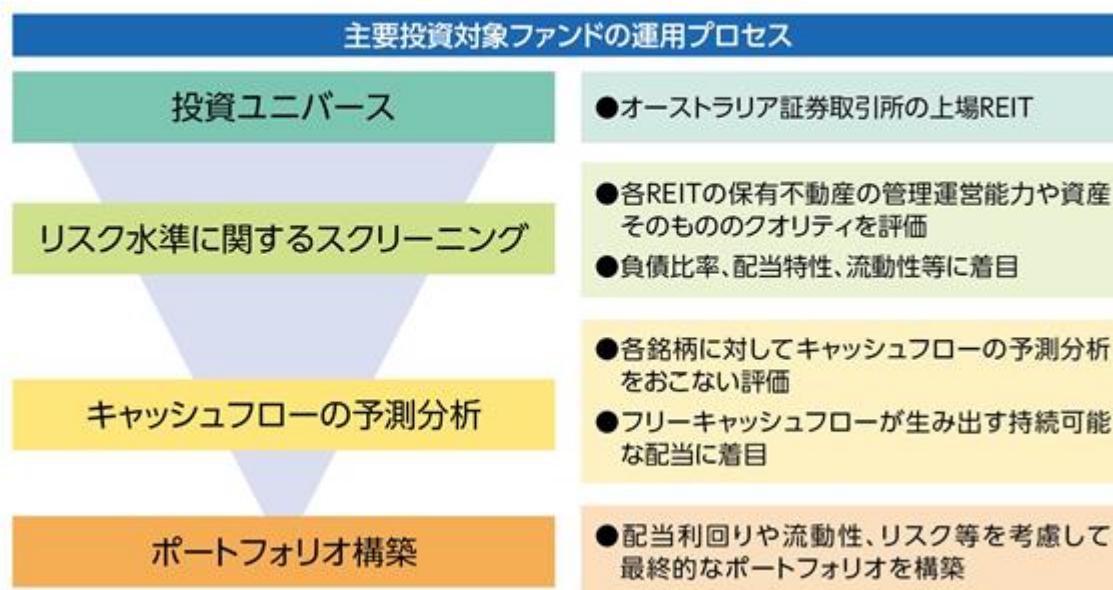 主要投資対象ファンドの運用プロセス
投資ユニバース
●オーストラリア証券取引所の上場REIT
リスク水準に関するスクリーニング
●各REITの保有不動産の管理運営能力や資産
そのもののクオリティを評価
●負債比率、配当特性、流動性等に着目
キャッシュフローの予測分析
●各銘柄に対してキャッシュフローの予測分析
をおこない評価
●フリーキャッシュフローが生み出す持続可能
な配当に着目
ポートフォリオ構築
●配当利回りや流動性、リスク等を考慮して
最終的なポートフォリオを構築